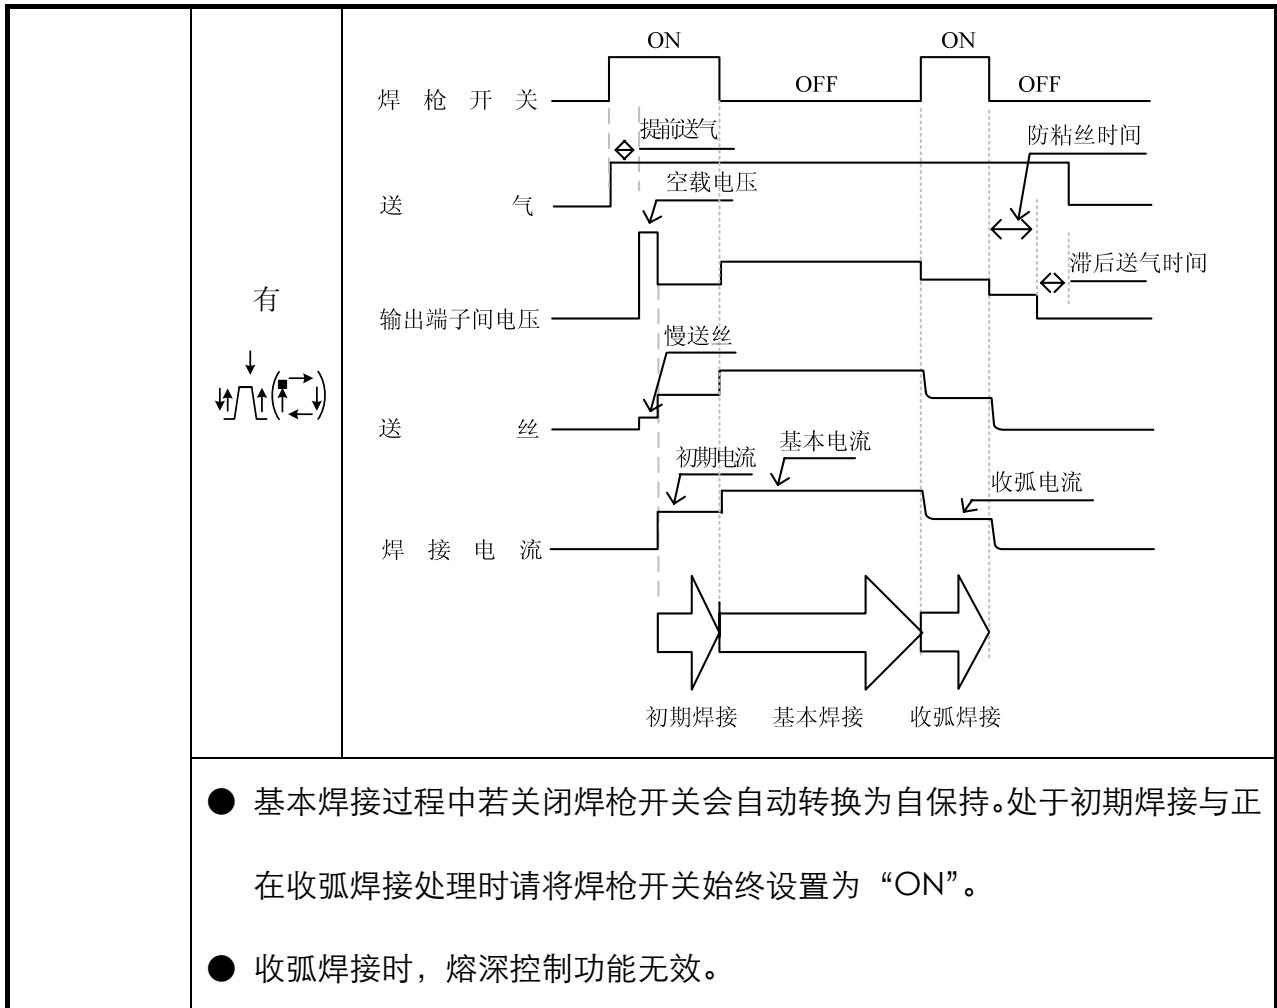 ON
ON
OFF
OFF
焊枪开关
提前送气
防粘丝时间
空载电压
送气
滞后送气时间
有
输出端子间电压
慢送丝
送丝
基本电流
初期电流
收弧电流
焊接电流
初期焊接
基本焊接
收弧焊接
● 基本焊接过程中若关闭焊枪开关会自动转换为自保持。处于初期焊接与正
在收弧焊接处理时请将焊枪开关始终设置为“ON”。
● 收弧焊接时，熔深控制功能无效。